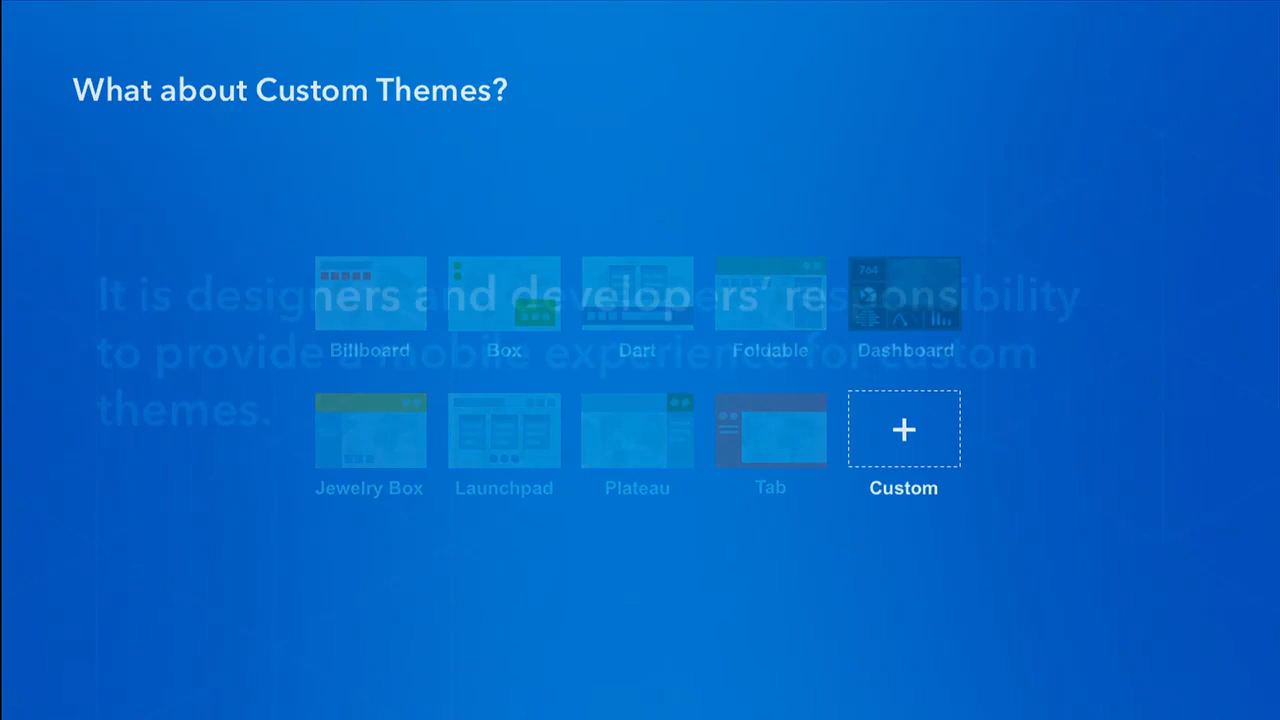 What about Custom Themes?
It is designers and developers’ responsibility
to provide a mobile experience for custom
themes.
764
Billboard Box Dart Foldable Dashboard
Jewelry Box Launchpad Plateau Tab Custom